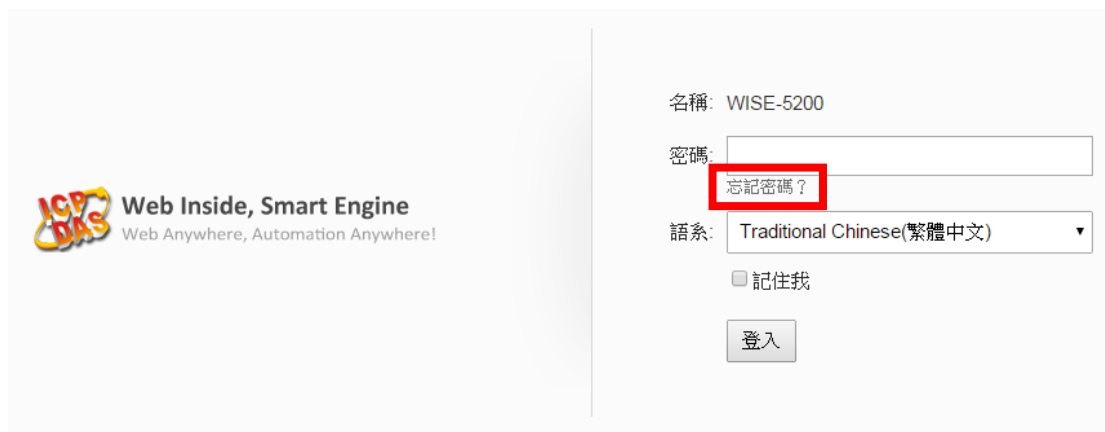 ICP
DAS
Web Inside, Smart Engine
Web Anywhere, Automation Anywhere!
名稱: WISE-5200
密碼:
忘記密碼？
語系: Traditional Chinese(繁體中文)
記住我
登入